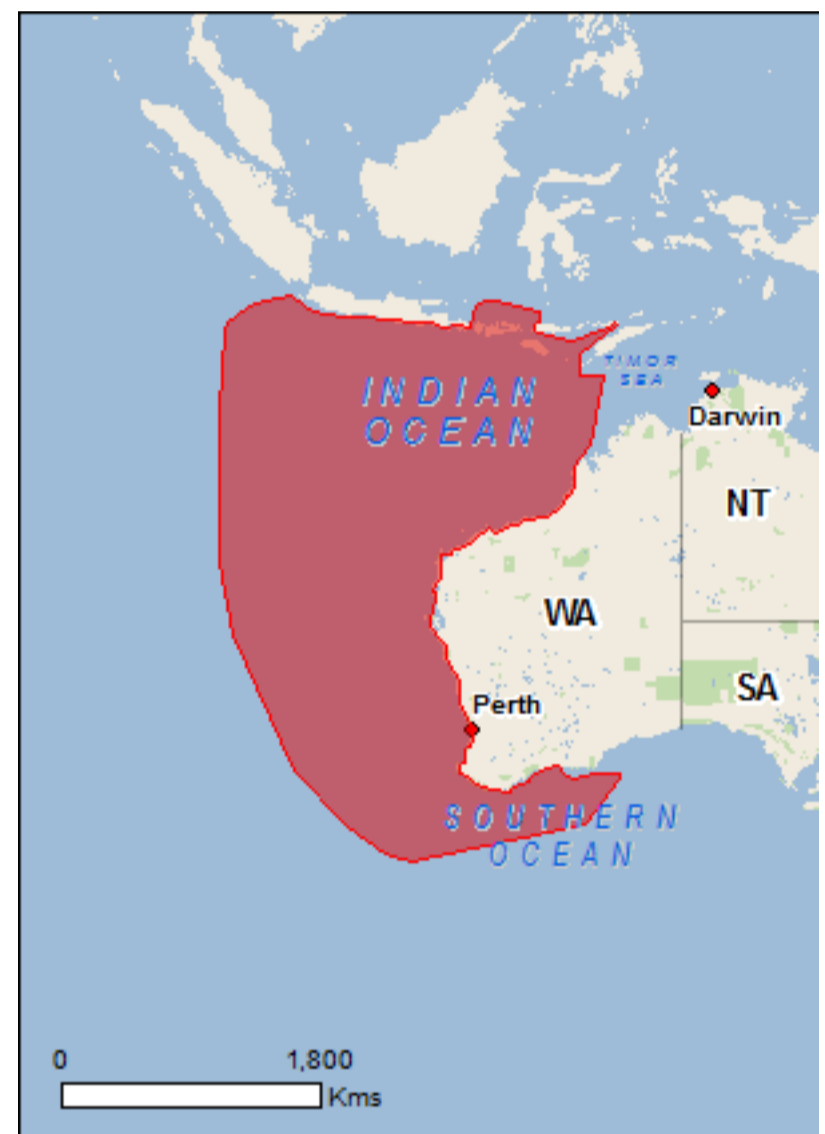 TIMOR
SEA
INDIAN
OCEAN
Darwin
NT
WA
SA
Perth
SOUTHERN
OCEAN
0 1,800
Kms